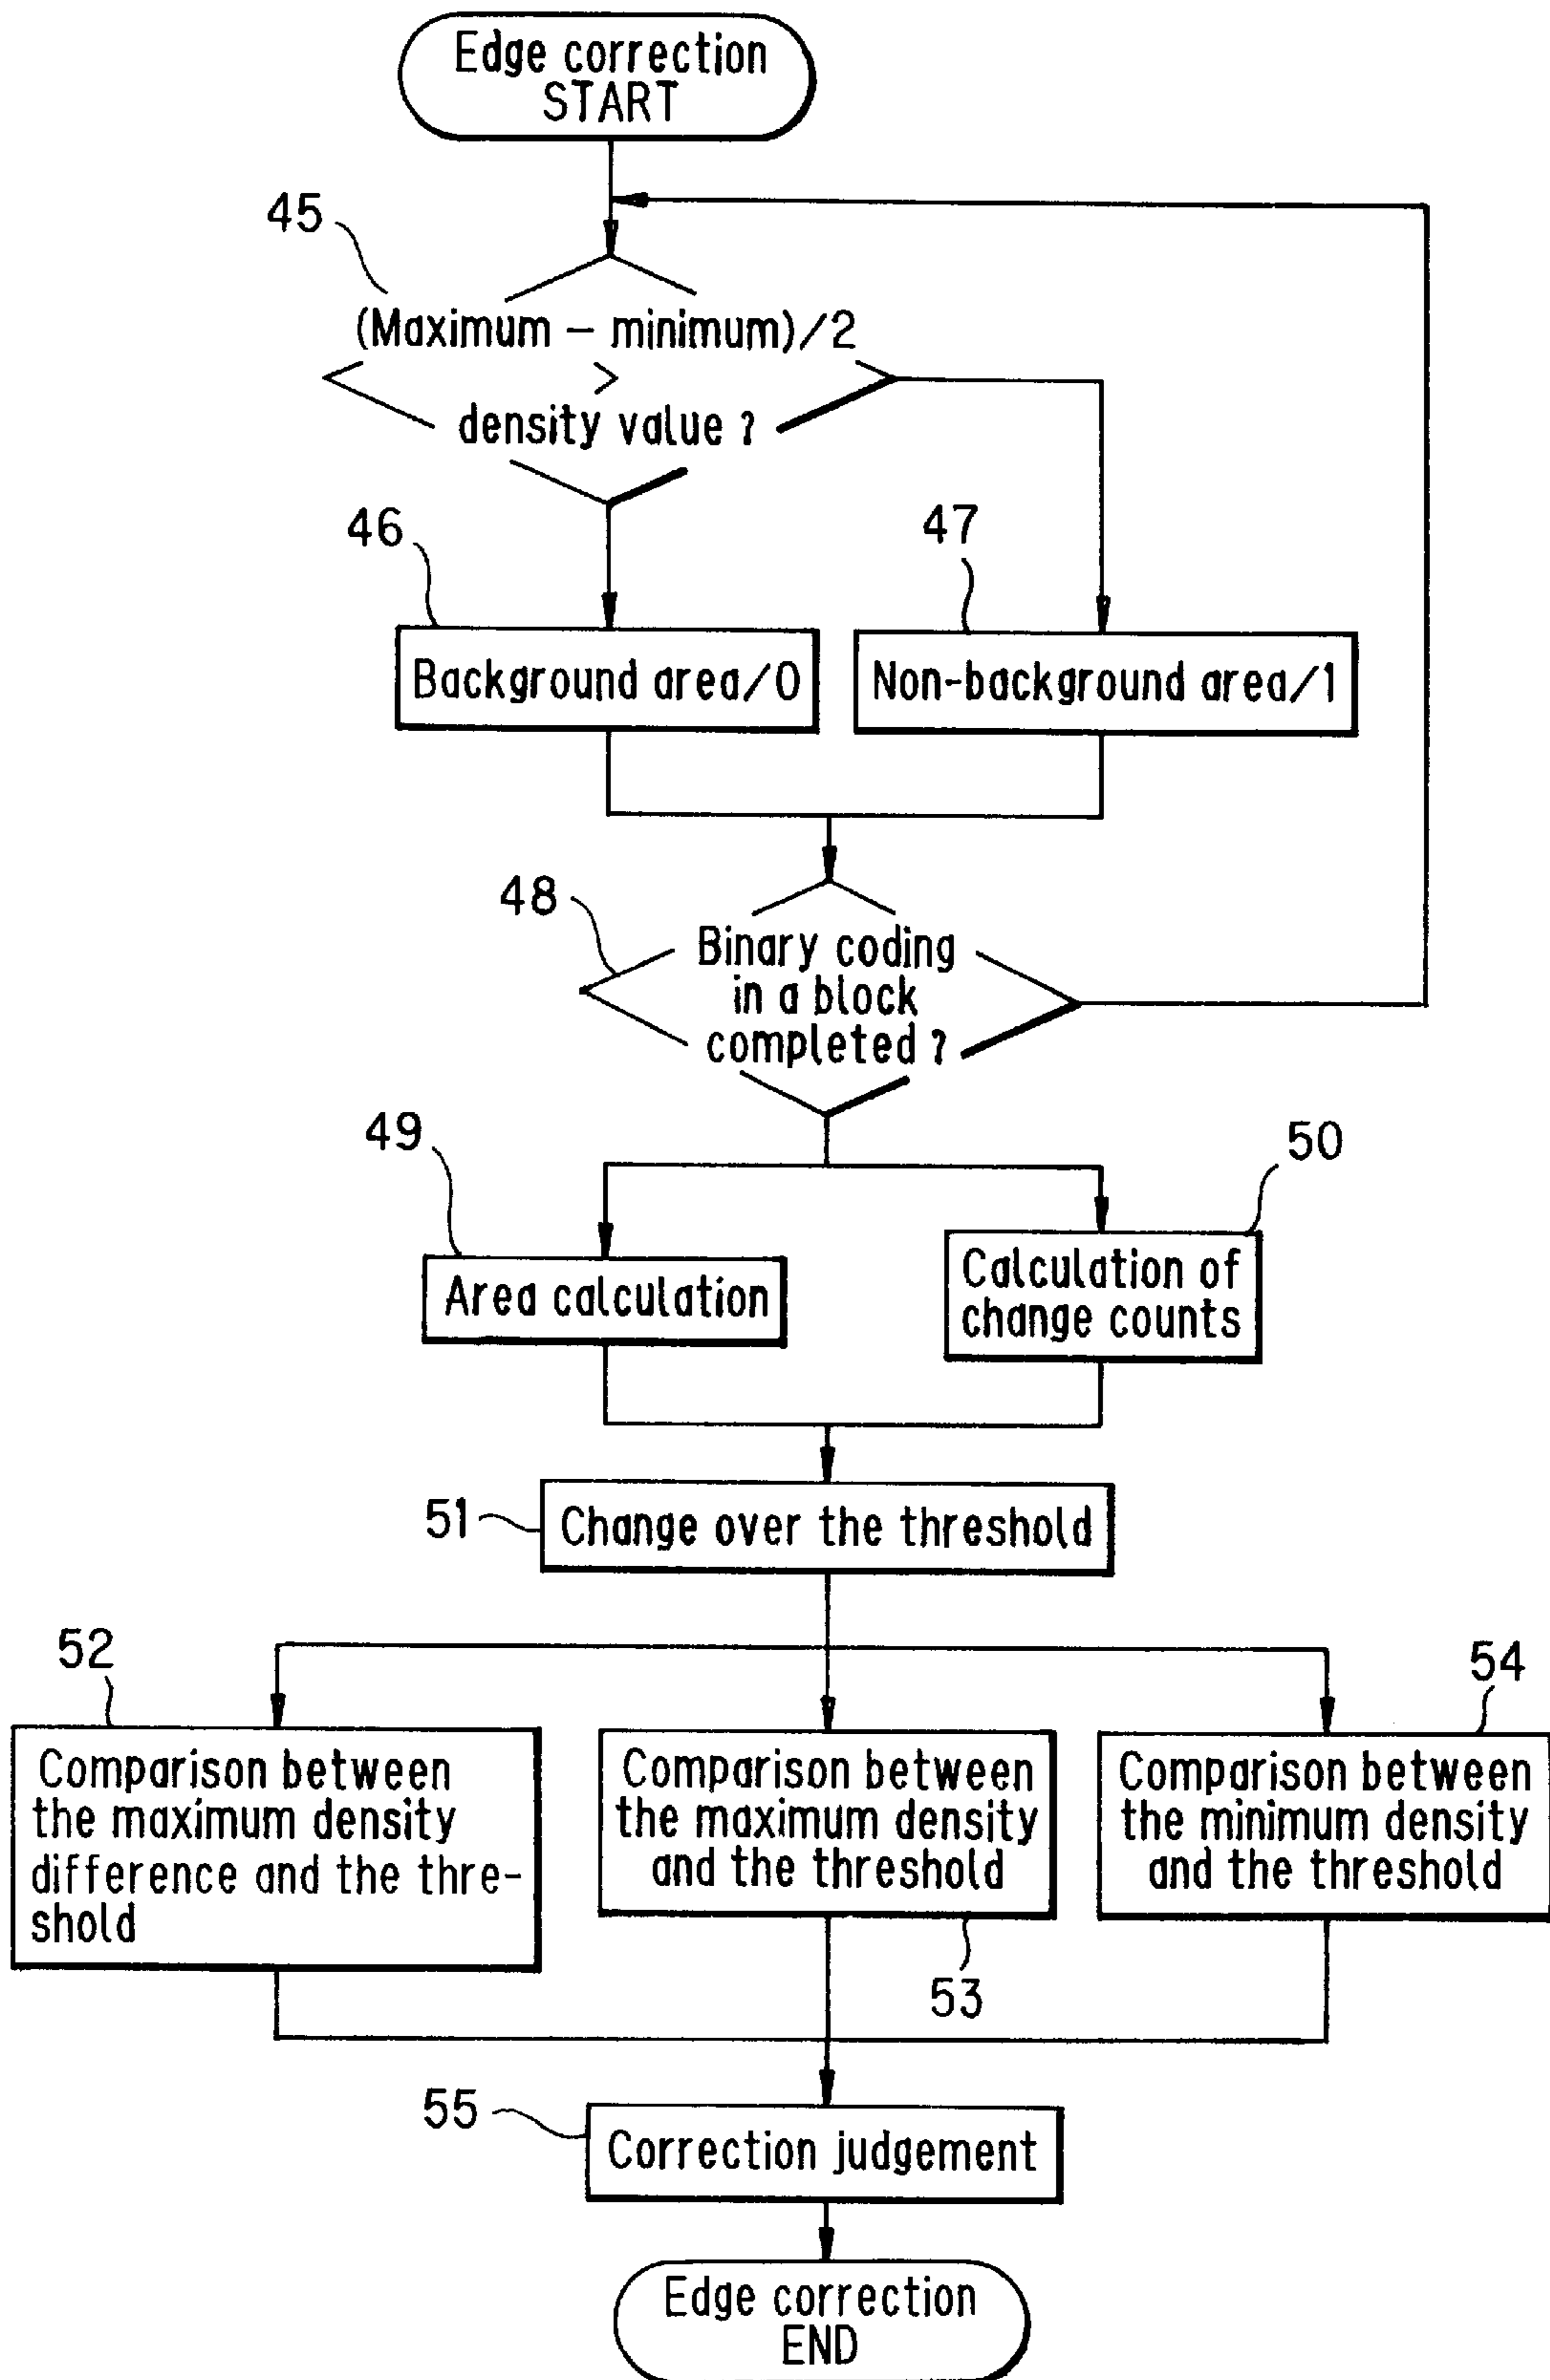 Edge correction
START
45
(Maximum – minimum)/2
>
density value ?
46
47
Background area/0
Non-background area/1
48
Binary coding
in a block
completed ?
49
50
Area calculation
Calculation of
change counts
51
Change over the threshold
52
54
Comparison between
the maximum density
difference and the thre-
shold
Comparison between
the maximum density
and the threshold
Comparison between
the minimum density
and the threshold
53
55
Correction judgement
Edge correction
END